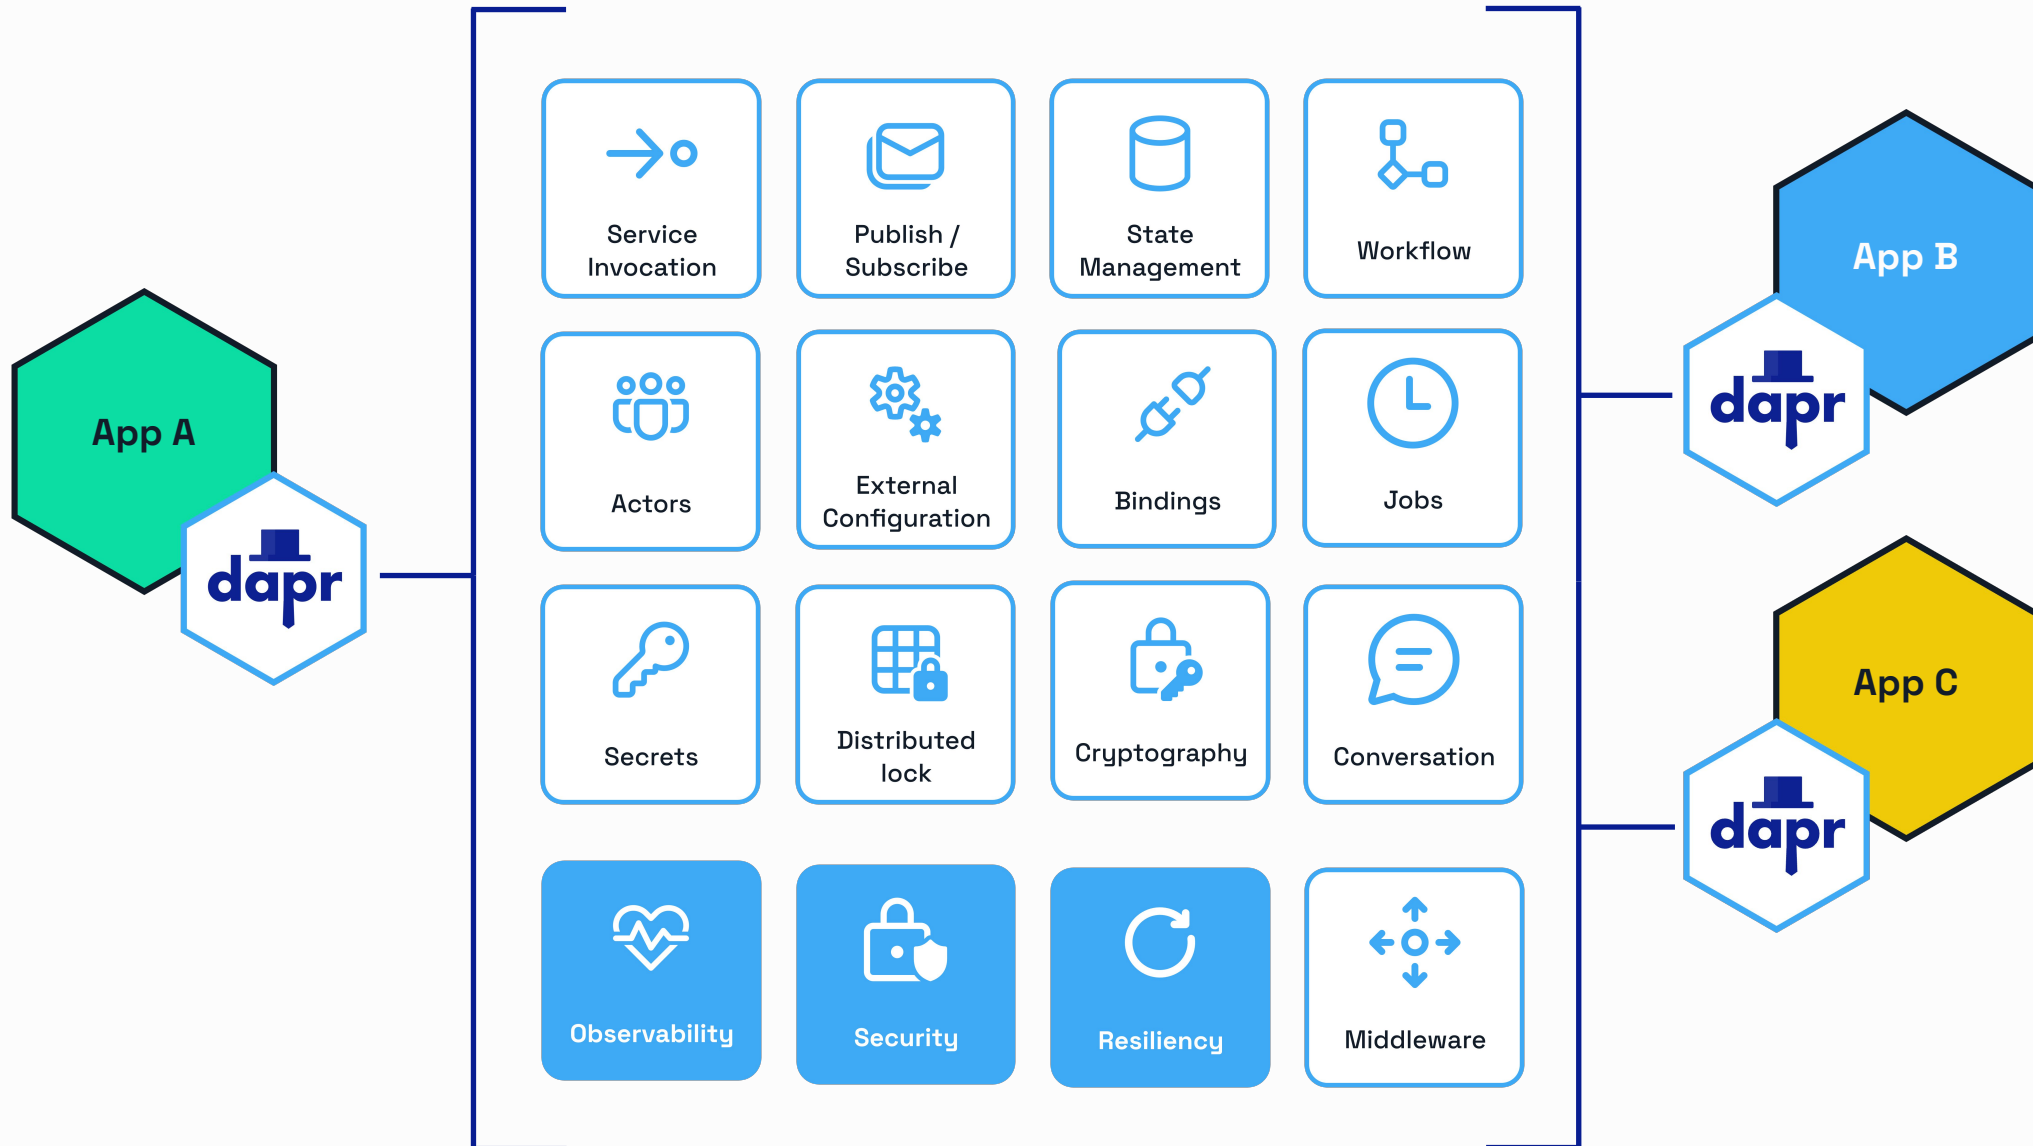 App A
dapr
Service
Invocation
Publish /
Subscribe
State
Management
Workflow
Actors
External
Configuration
Bindings
Jobs
Secrets
Distributed
lock
Cryptography
Conversation
Observability
Security
Resiliency
Middleware
App B
dapr
App C
dapr